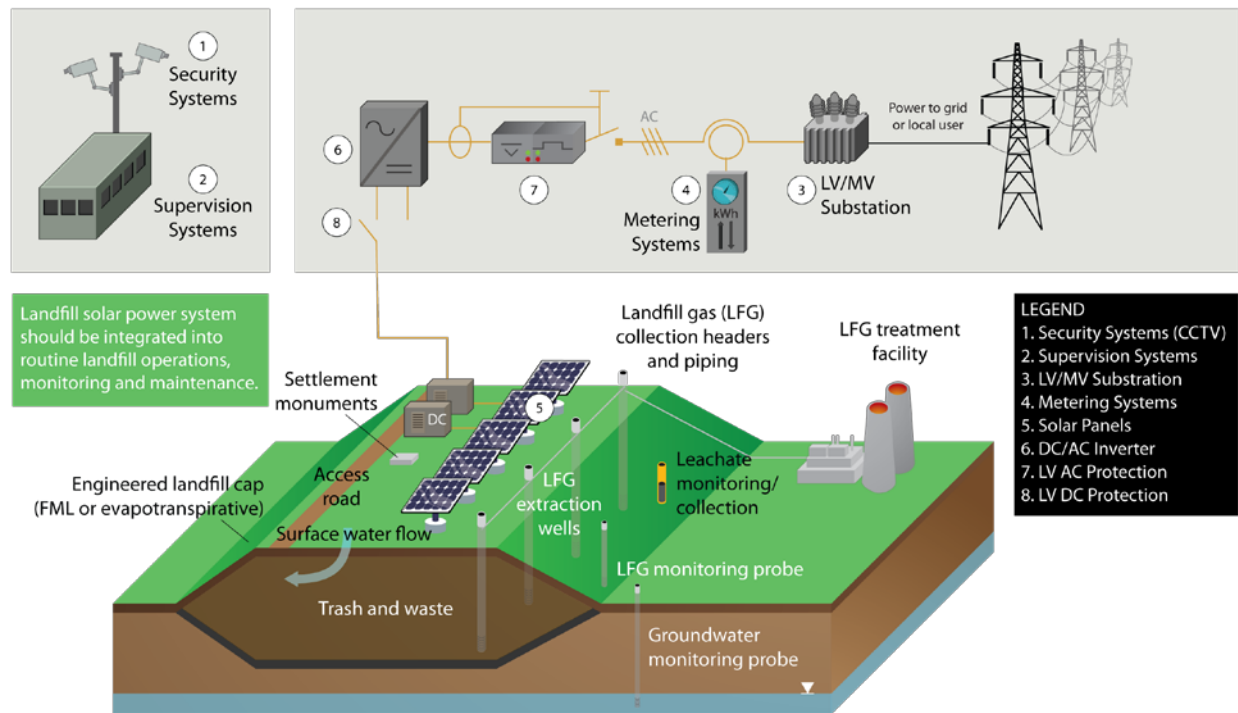 1
Security
Systems
2
Supervision
Systems
6
7
8
AC
4
Metering
Systems
kWh
3
LV/MV
Substation
Power to grid
or local user
Landfill solar power system
should be integrated into
routine landfill operations,
monitoring and maintenance.
Settlement
monuments
DC
5
Landfill gas (LFG)
collection headers
and piping
LFG treatment
facility
LEGEND
1. Security Systems (CCTV)
2. Supervision Systems
3. LV/MV Substration
4. Metering Systems
5. Solar Panels
6. DC/AC Inverter
7. LV AC Protection
8. LV DC Protection
Engineered landfill cap
(FML or evapotranspirative)
Access
road
Surface water flow
LFG
extraction
wells
Leachate
monitoring/
collection
LFG monitoring probe
Trash and waste
Groundwater
monitoring probe